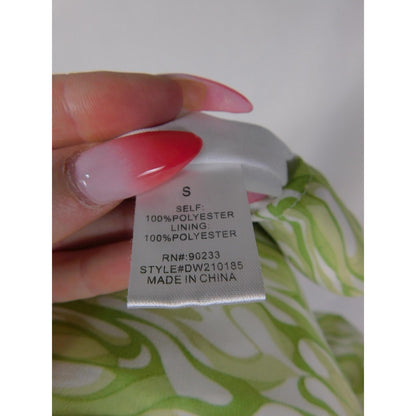 S
SELF:
100%POLYESTER
LINING:
100%POLYESTER
RN#:90233
STYLE#DW210185
MADE IN CHINA